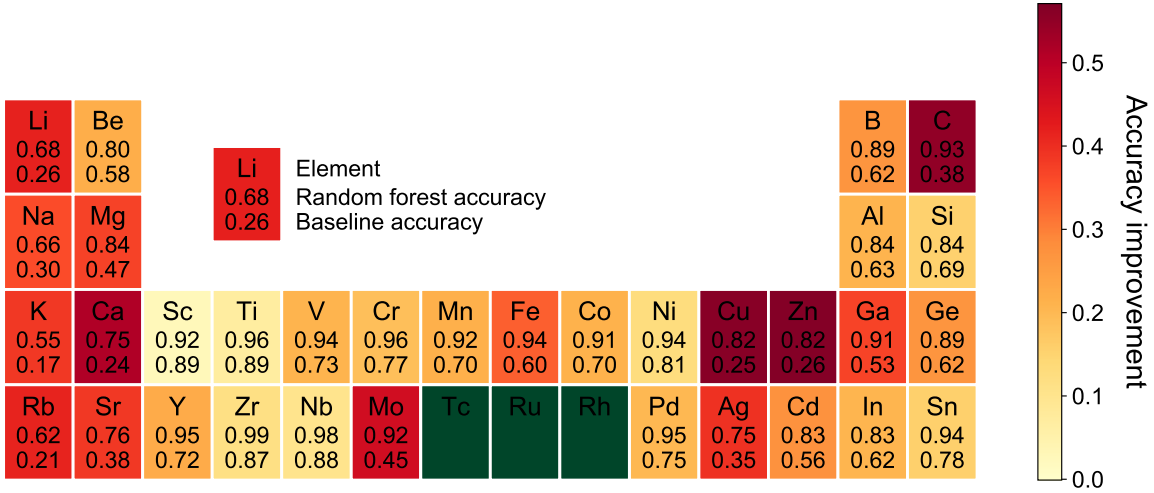 Li
0.68
0.26
Be
0.80
0.58
B
0.89
0.62
C
0.93
0.38
Li
0.68
0.26
Element
Random forest accuracy
Baseline accuracy
Na
0.66
0.30
Mg
0.84
0.47
Al
0.84
0.63
Si
0.84
0.69
K
0.55
0.17
Ca
0.75
0.24
Sc
0.92
0.89
Ti
0.96
0.89
V
0.94
0.73
Cr
0.96
0.77
Mn
0.92
0.70
Fe
0.94
0.60
Co
0.91
0.70
Ni
0.94
0.81
Cu
0.82
0.25
Zn
0.82
0.26
Ga
0.91
0.53
Ge
0.89
0.62
Rb
0.62
0.21
Sr
0.76
0.38
Y
0.95
0.72
Zr
0.99
0.87
Nb
0.98
0.88
Mo
0.92
0.45
Tc
Ru
Rh
Pd
0.95
0.75
Ag
0.75
0.35
Cd
0.83
0.56
In
0.83
0.62
Sn
0.94
0.78
0.5
0.4
0.3
0.2
0.1
0.0
Accuracy improvement